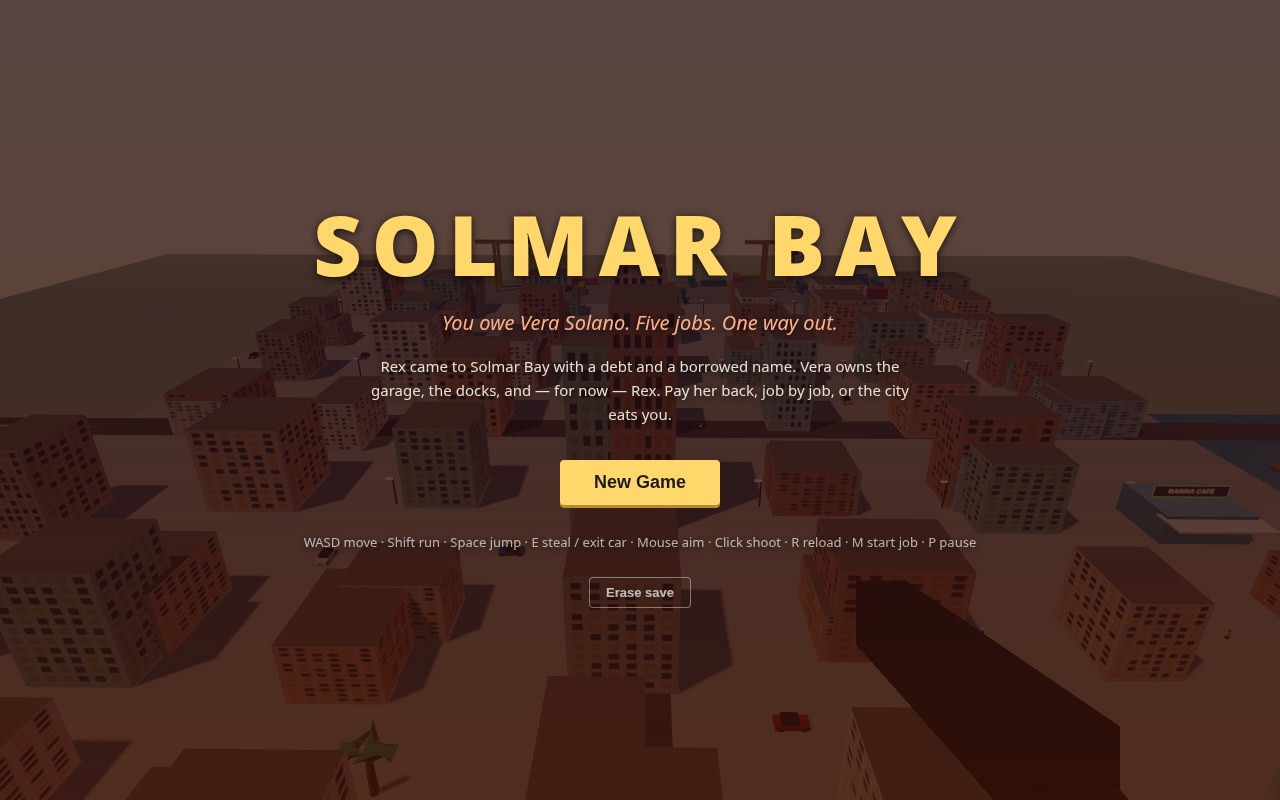 SOLMAR BAY
You owe Vera Solano. Five jobs. One way out.
Rex came to Solmar Bay with a debt and a borrowed name. Vera owns the
garage, the docks, and — for now — Rex. Pay her back, job by job, or the city
eats you.
New Game
MARINA CAFE
WASD move · Shift run · Space jump · E steal / exit car · Mouse aim · Click shoot · R reload · M start job · P pause
Erase save